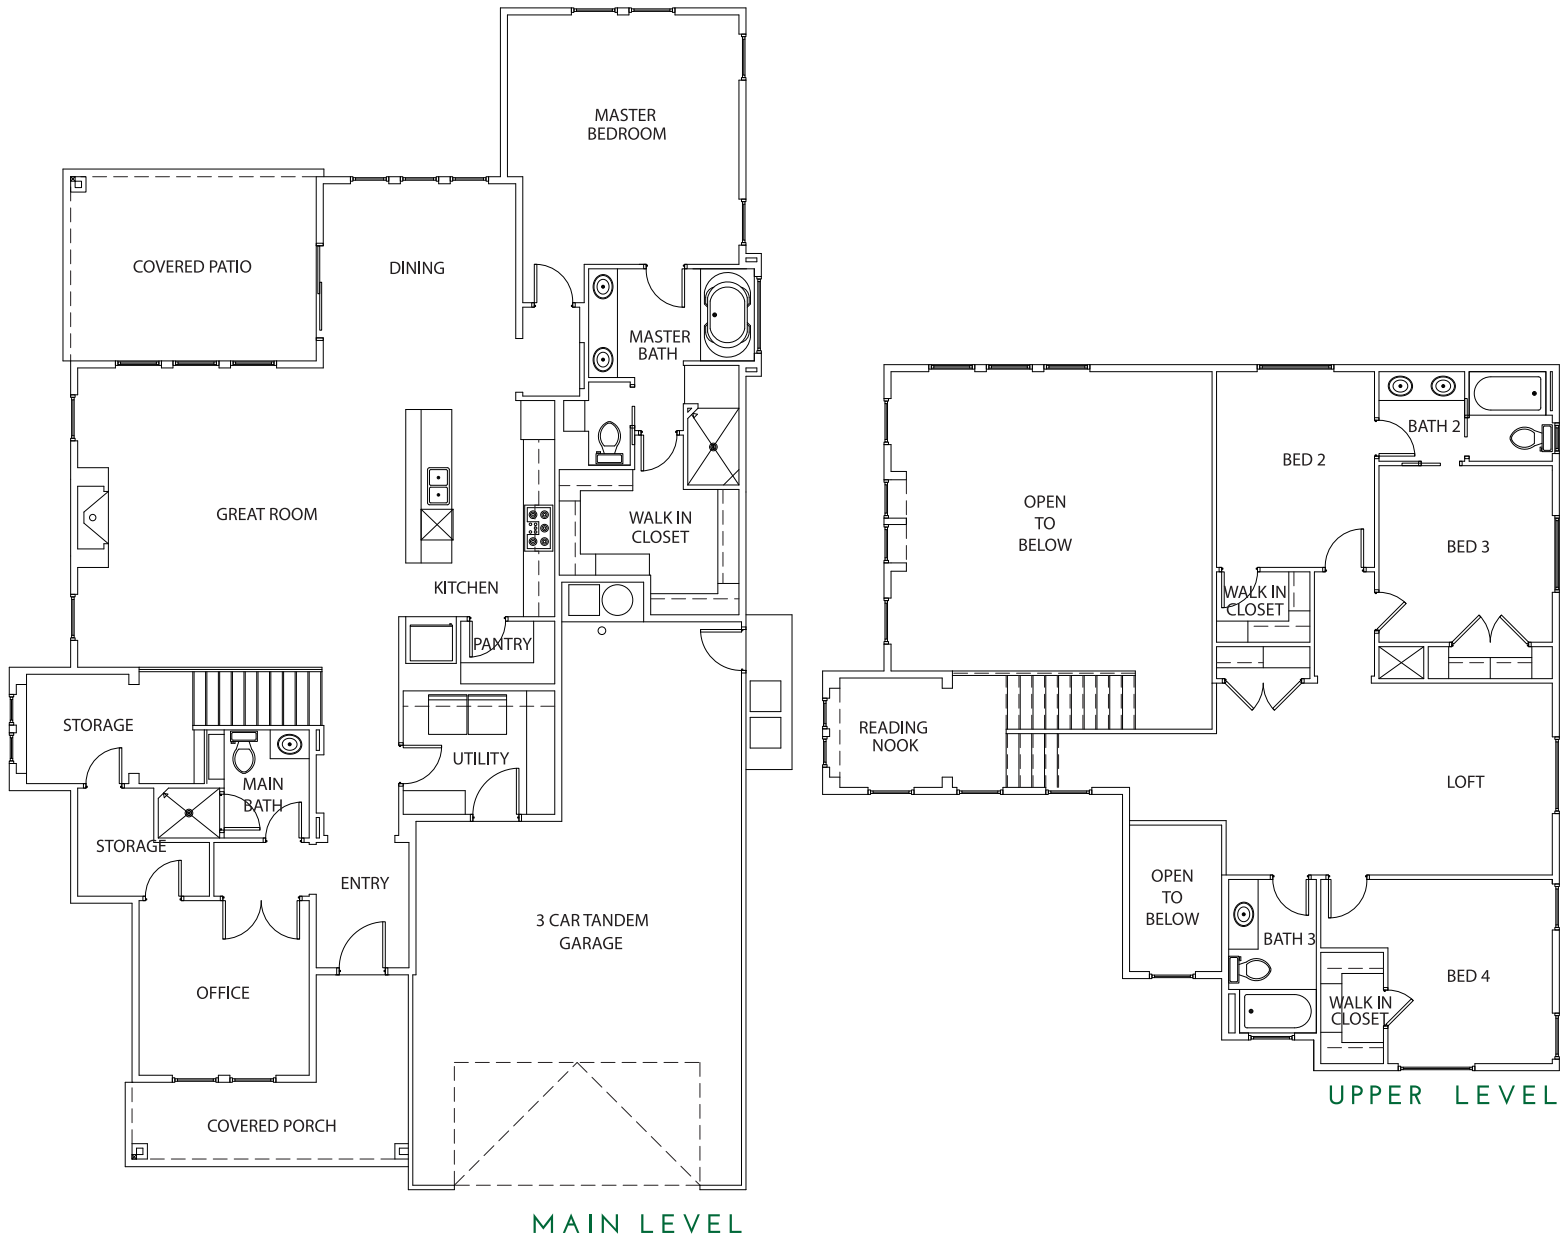 MASTER
BEDROOM
COVERED PATIO
DINING
MASTER
BATH
GREAT ROOM
WALK IN
CLOSET
KITCHEN
PANTRY
STORAGE
UTILITY
MAIN
BATH
STORAGE
ENTRY
3 CAR TANDEM
GARAGE
OFFICE
COVERED PORCH
MAIN LEVEL
BATH 2
BED 2
OPEN
TO
BELOW
BED 3
WALK IN
CLOSET
READING
NOOK
LOFT
OPEN
TO
BELOW
BATH 3
BED 4
WALK IN
CLOSET
UPPER LEVEL